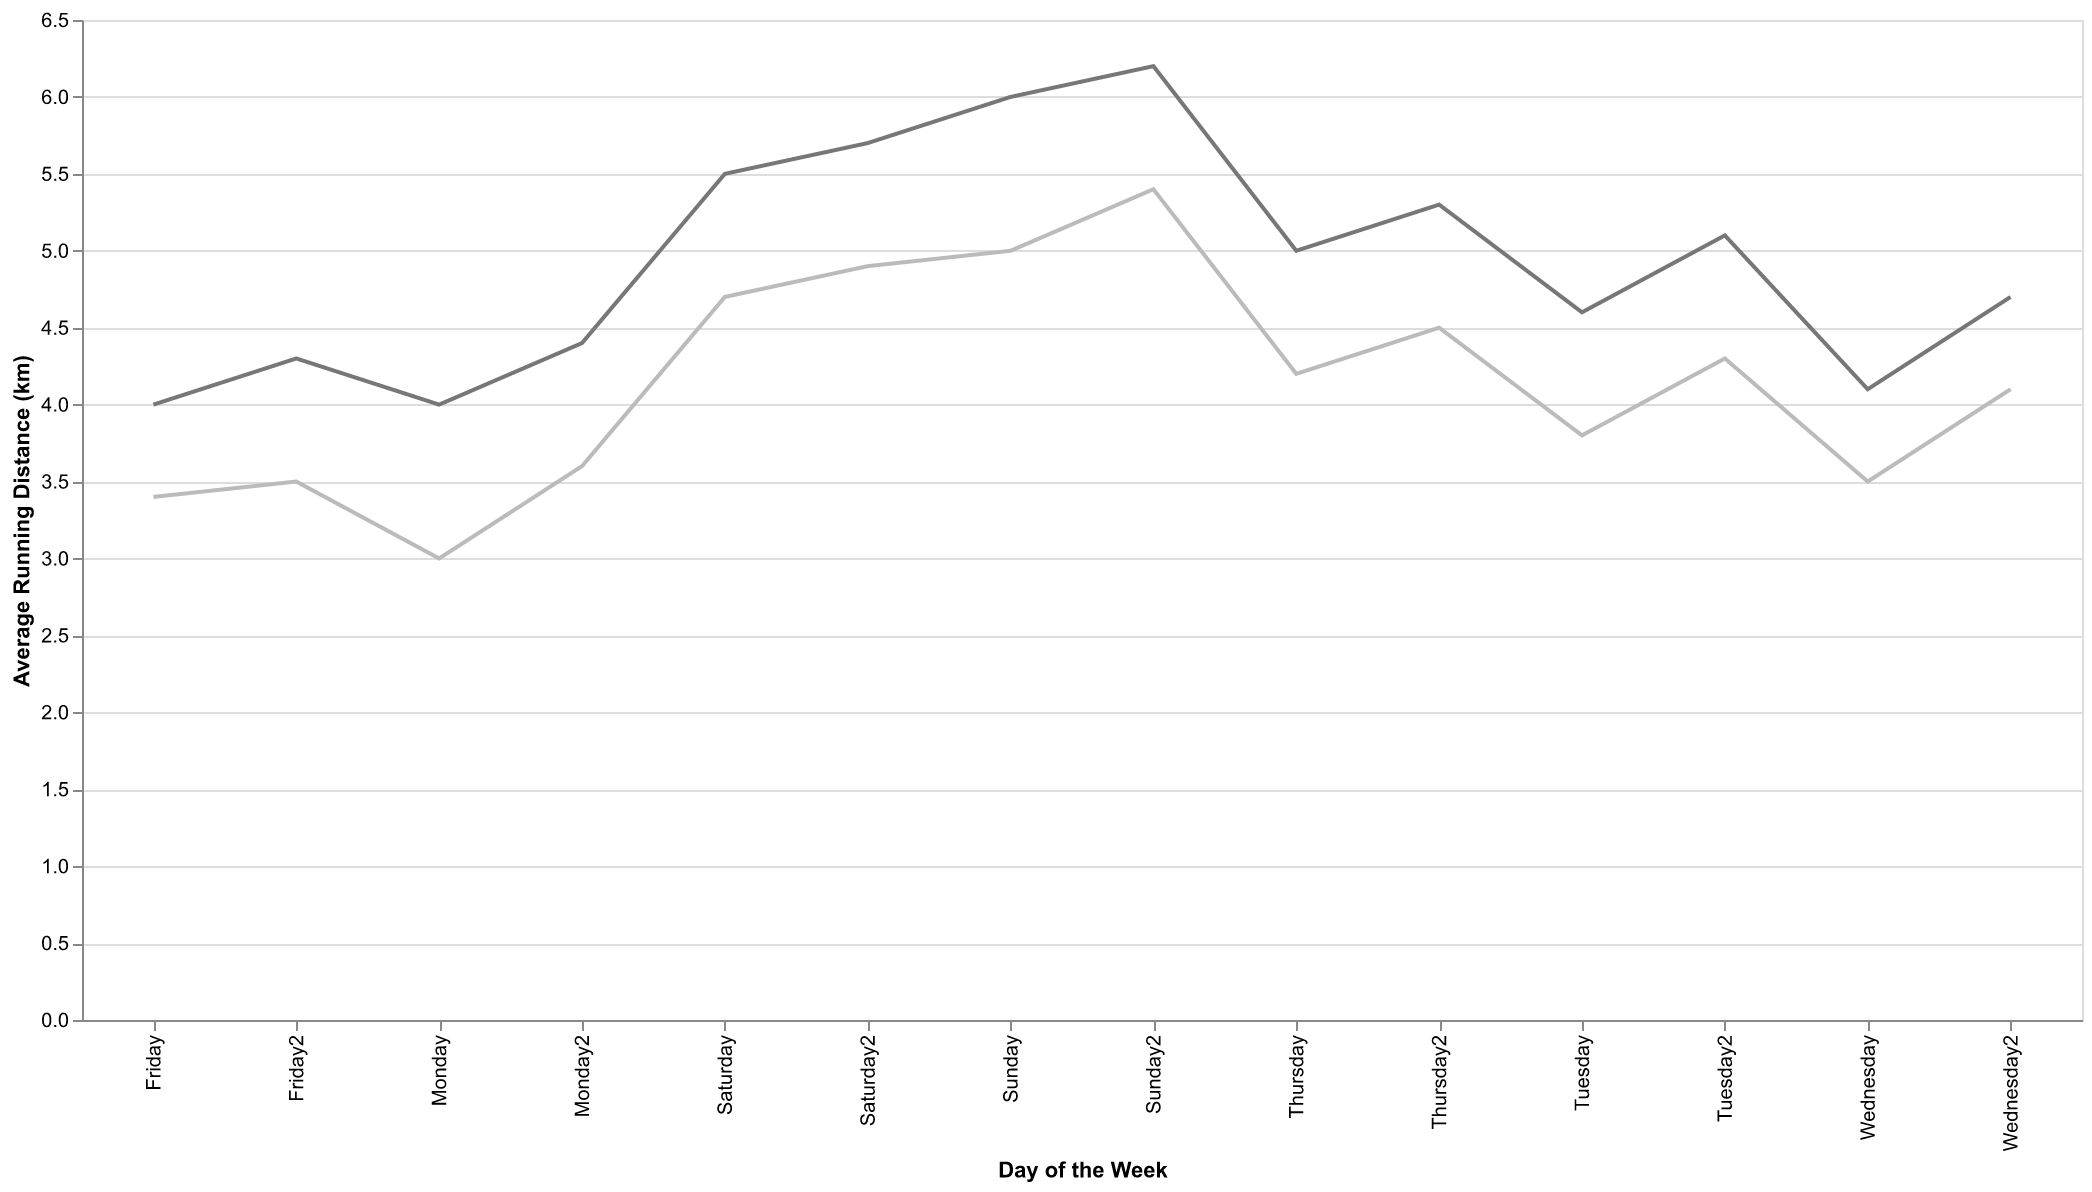 6.5
6.0
5.5
5.0
4.5
4.0
3.5
3.0
2.5
2.0
1.5
1.0
0.5
0.0
Average Running Distance (km)
Friday
Friday2
Monday
Monday2
Saturday
Saturday2
Sunday
Sunday2
Thursday
Thursday2
Tuesday
Tuesday2
Wednesday
Wednesday2
Day of the Week